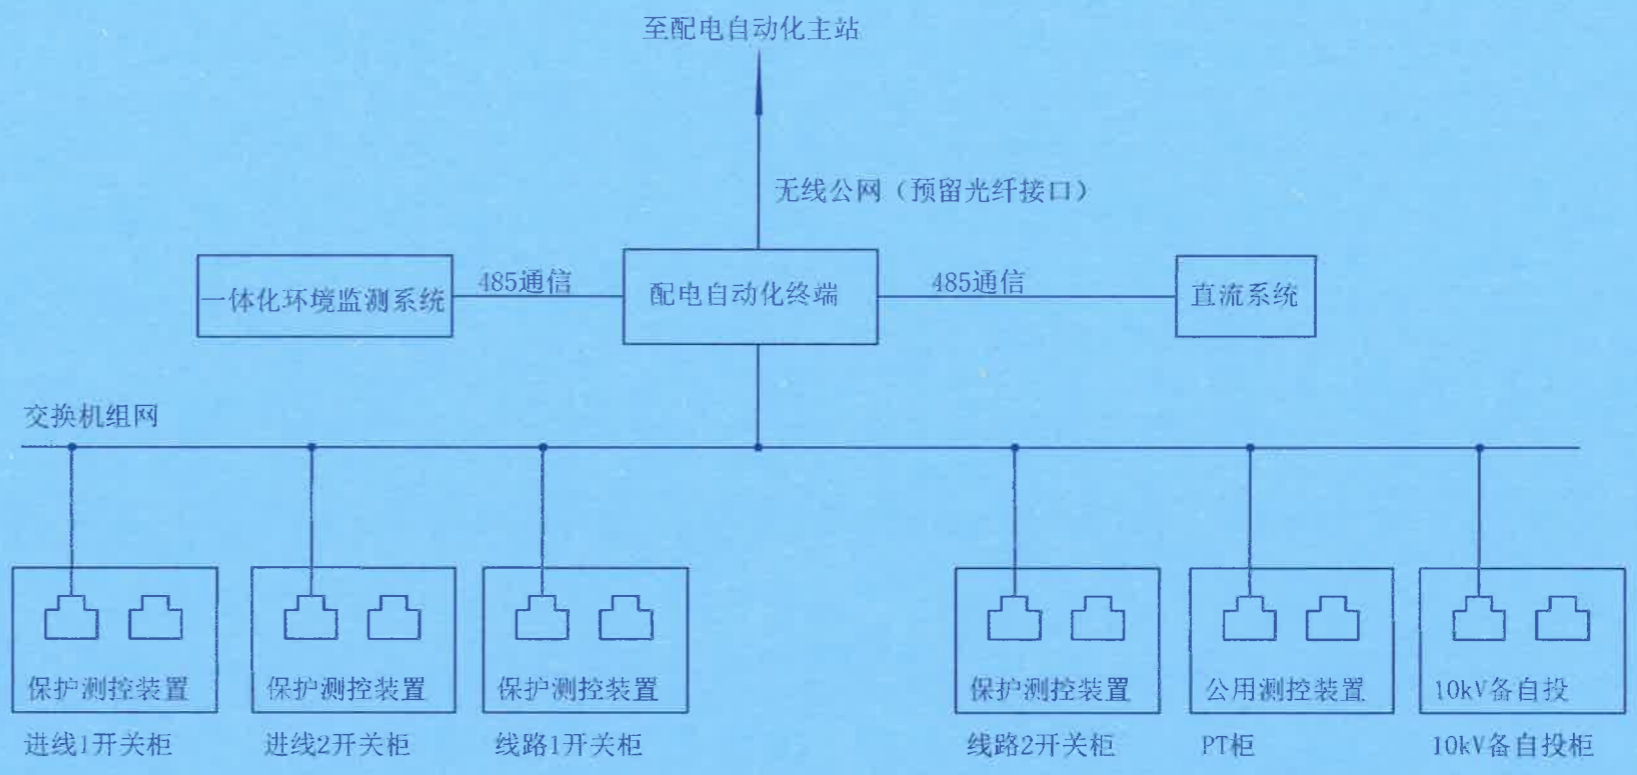 至配电自动化主站
无线公网（预留光纤接口）
一体化环境监测系统
485通信
配电自动化终端
485通信
直流系统
交换机组网
保护测控装置
保护测控装置
保护测控装置
保护测控装置
公用测控装置
10kV备自投
进线1开关柜
进线2开关柜
线路1开关柜
线路2开关柜
PT柜
10kV备自投柜